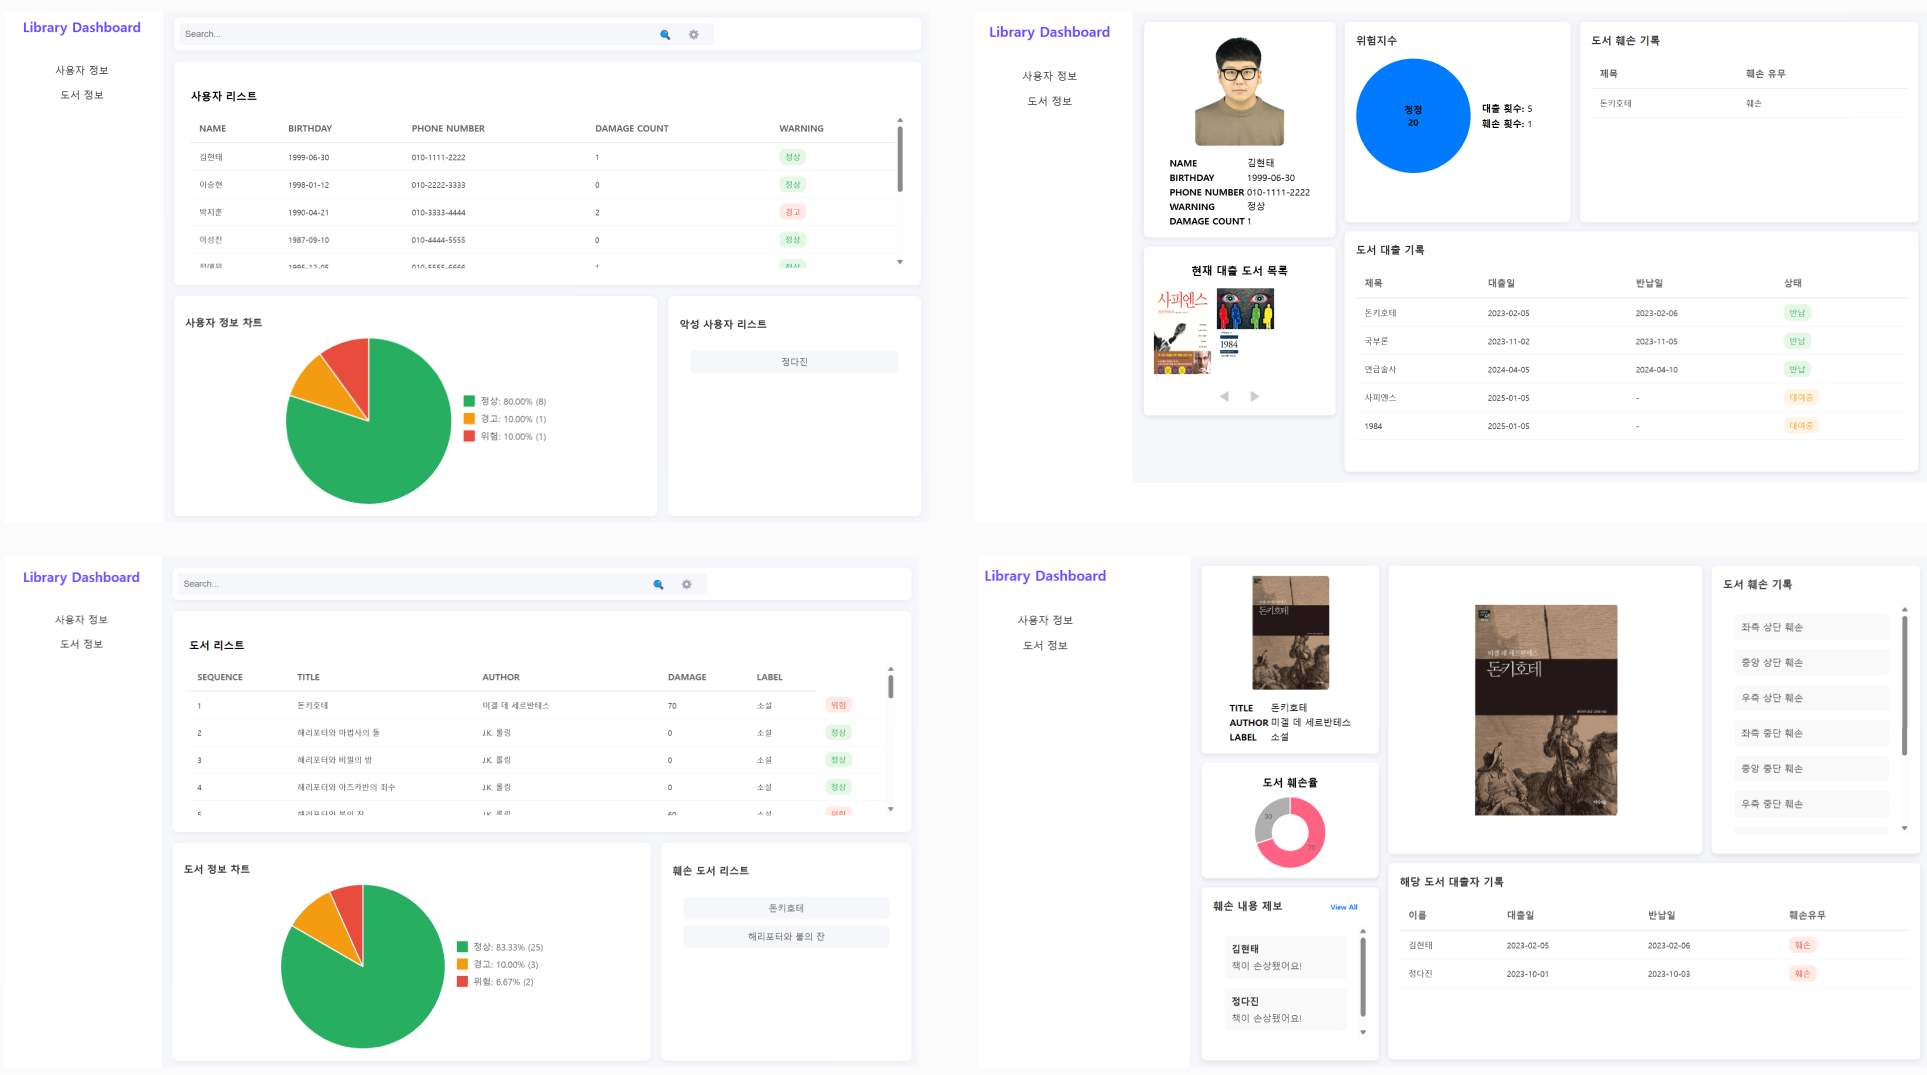 Library Dashboard
사용자 정보
도서 정보
Search...
사용자 리스트
NAME BIRTHDAY PHONE NUMBER DAMAGE COUNT WARNING
김현태 1999-06-30 010-1111-2222 1 정상
이승현 1998-01-12 010-2222-3333 0 정상
박지훈 1990-04-21 010-3333-4444 2 경고
이성찬 1987-09-10 010-4444-5555 0 정상
1995-12-05 010-5555-6666 1 정상
사용자 정보 차트
정상: 80.00% (8)
경고: 10.00% (1)
위험: 10.00% (1)
악성 사용자 리스트
정다진
Library Dashboard
사용자 정보
도서 정보
NAME 김현태
BIRTHDAY 1999-06-30
PHONE NUMBER 010-1111-2222
WARNING 정상
DAMAGE COUNT 1
현재 대출 도서 목록
사피엔스
1984
위험지수
청정
20
대출 횟수: 5
훼손 횟수: 1
도서 훼손 기록
제목 훼손 유무
돈키호테 훼손
도서 대출 기록
제목 대출일 반납일 상태
돈키호테 2023-02-05 2023-02-06 반납
국부론 2023-11-02 2023-11-05 반납
연금술사 2024-04-05 2024-04-10 반납
사피엔스 2025-01-05 - 대여중
1984 2025-01-05 - 대여중
Library Dashboard
사용자 정보
도서 정보
Search...
도서 리스트
SEQUENCE TITLE AUTHOR DAMAGE LABEL
1 돈키호테 미겔 데 세르반테스 70 소설 위험
2 해리포터와 마법사의 돌 J.K. 롤링 0 소설 정상
3 해리포터와 비밀의 방 J.K. 롤링 0 소설 정상
4 해리포터와 아즈카반의 죄수 J.K. 롤링 0 소설 정상
5 해리포터와 불의 잔 J.K. 롤링 60 소설 위험
도서 정보 차트
정상: 83.33% (25)
경고: 10.00% (3)
위험: 6.67% (2)
훼손 도서 리스트
돈키호테
해리포터와 불의 잔
Library Dashboard
사용자 정보
도서 정보
돈키호테
TITLE 돈키호테
AUTHOR 미겔 데 세르반테스
LABEL 소설
도서 훼손율
30
70
훼손 내용 제보 View All
김현태
책이 손상됐어요!
정다진
책이 손상됐어요!
미겔 데 세르반테스
돈키호테
도서 훼손 기록
좌측 상단 훼손
중앙 상단 훼손
우측 상단 훼손
좌측 중단 훼손
중앙 중단 훼손
우측 중단 훼손
해당 도서 대출자 기록
이름 대출일 반납일 훼손유무
김현태 2023-02-05 2023-02-06 훼손
정다진 2023-10-01 2023-10-03 훼손